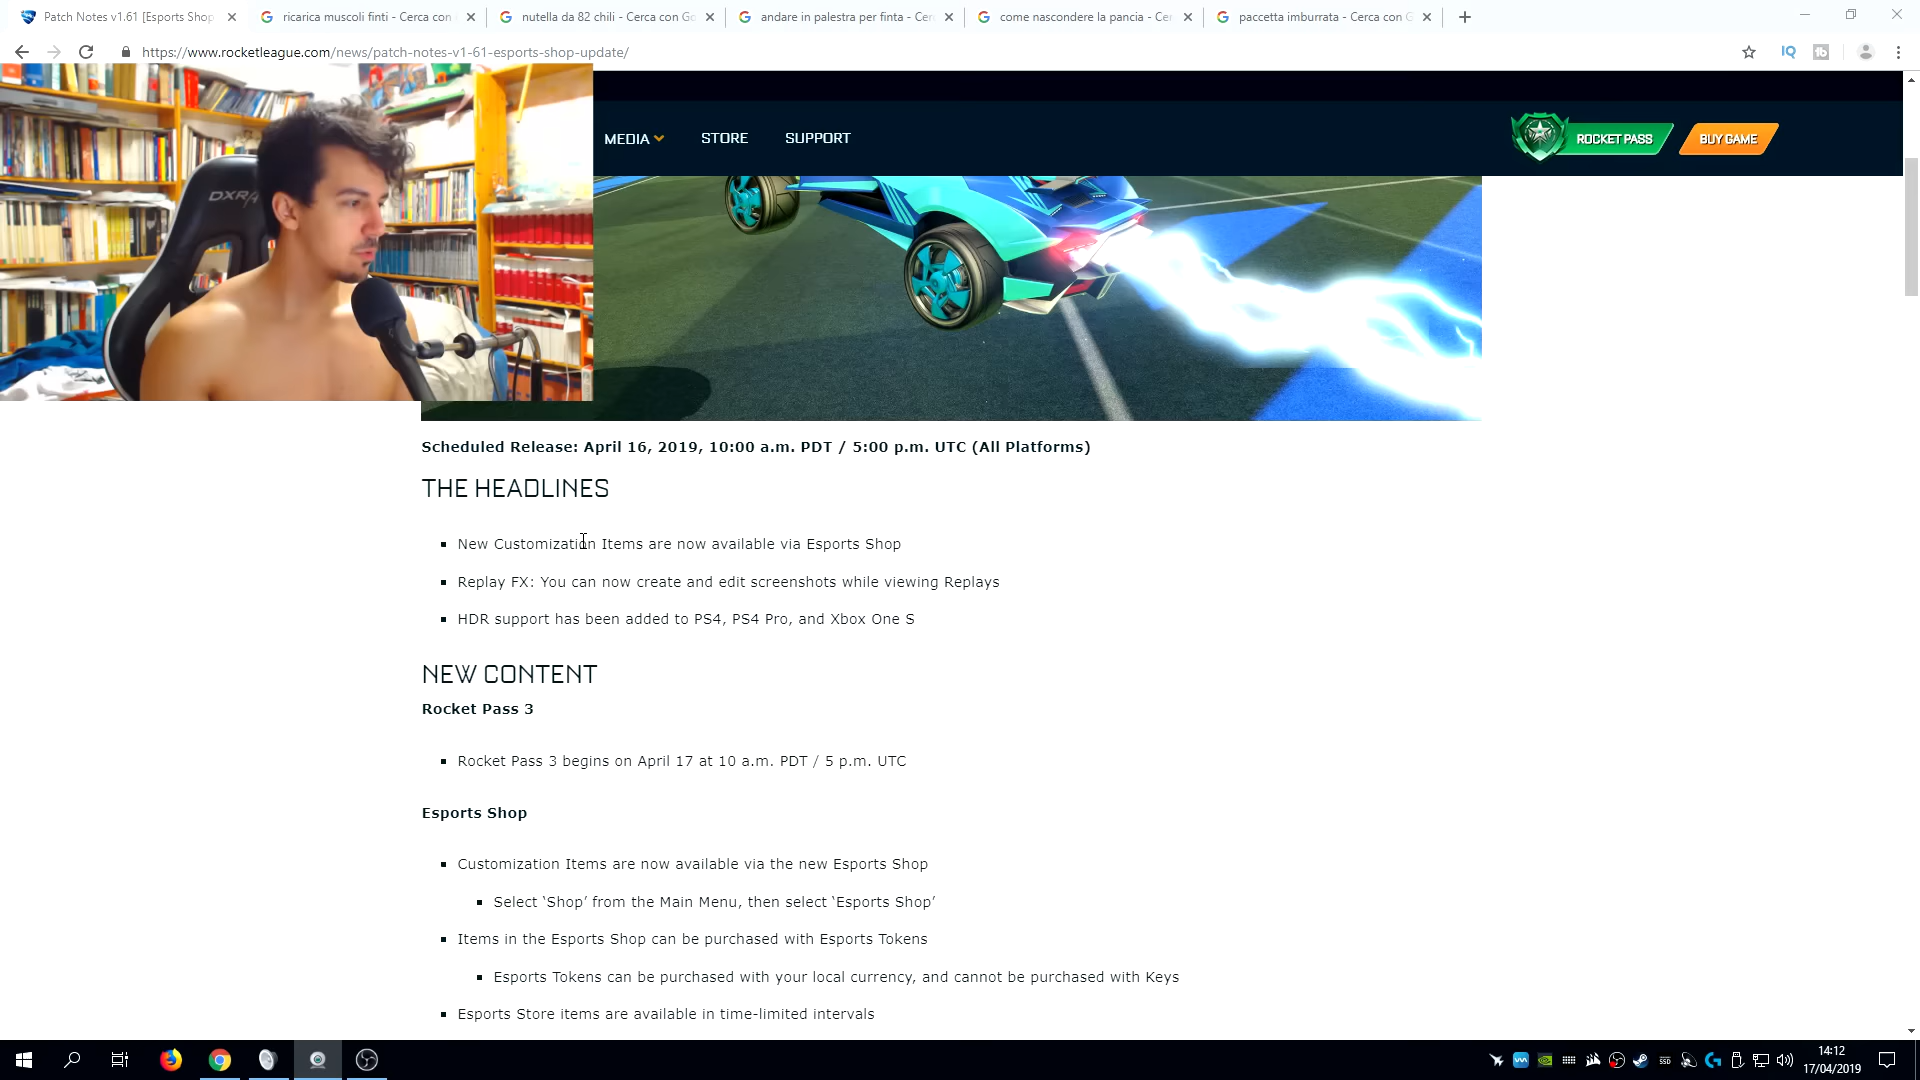 Patch Notes v1.61 [Esports Shop
ricarica muscoli finti - Cerca con
nutella da 82 chili - Cerca con Go
andare in palestra per finta - Cer
come nascondere la pancia - Cer
paccetta imburrata - Cerca con G
https://www.rocketleague.com/news/patch-notes-v1-61-esports-shop-update/
MEDIA
STORE
SUPPORT
ROCKET PASS
BUY GAME
Scheduled Release: April 16, 2019, 10:00 a.m. PDT / 5:00 p.m. UTC (All Platforms)
THE HEADLINES
New Customization Items are now available via Esports Shop
Replay FX: You can now create and edit screenshots while viewing Replays
HDR support has been added to PS4, PS4 Pro, and Xbox One S
NEW CONTENT
Rocket Pass 3
Rocket Pass 3 begins on April 17 at 10 a.m. PDT / 5 p.m. UTC
Esports Shop
Customization Items are now available via the new Esports Shop
Select ‘Shop’ from the Main Menu, then select ‘Esports Shop’
Items in the Esports Shop can be purchased with Esports Tokens
Esports Tokens can be purchased with your local currency, and cannot be purchased with Keys
Esports Store items are available in time-limited intervals
14:12
17/04/2019